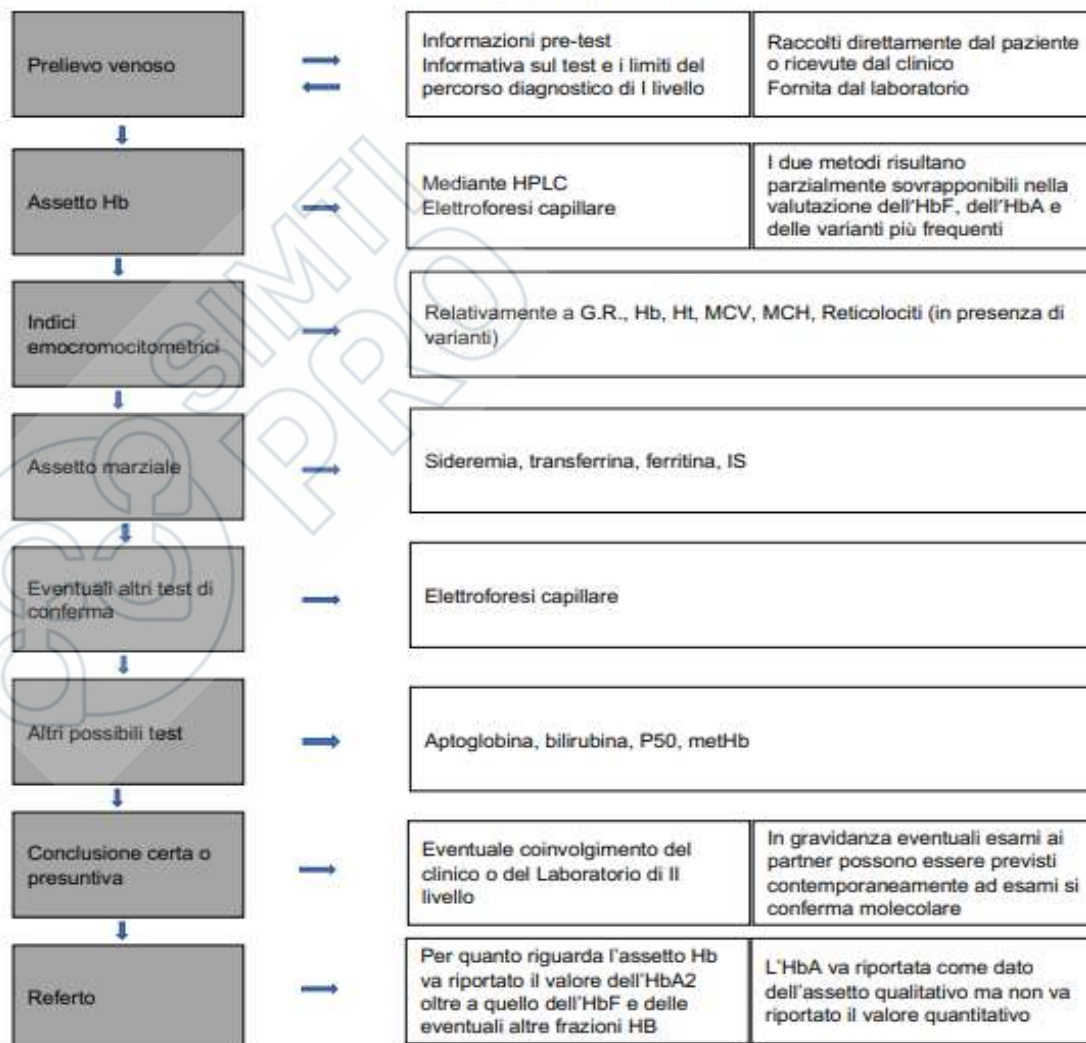 Prelievo venoso
Informazioni pre-test
Informativa sul test e i limiti del
percorso diagnostico di I livello
Raccolti direttamente dal paziente
o ricevute dal clinico
Fornita dal laboratorio
Assetto Hb
Mediante HPLC
Elettroforesi capillare
I due metodi risultano
parzialmente sovrapponibili nella
valutazione dell'HbF, dell'HbA e
delle varianti più frequenti
Indici
emocromocitometrici
Relativamente a G.R., Hb, Ht, MCV, MCH, Reticolociti (in presenza di
varianti)
Assetto marziale
Sideremia, transferrina, ferritina, IS
Eventuali altri test di
conferma
Elettroforesi capillare
Altri possibili test
Aptoglobina, bilirubina, P50, metHb
Conclusione certa o
presuntiva
Eventuale coinvolgimento del
clinico o del Laboratorio di II
livello
In gravidanza eventuali esami ai
partner possono essere previsti
contemporaneamente ad esami si
conferma molecolare
Referto
Per quanto riguarda l'assetto Hb
va riportato il valore dell'HbA2
oltre a quello dell'HbF e delle
eventuali altre frazioni HB
L'HbA va riportata come dato
dell'assetto qualitativo ma non va
riportato il valore quantitativo
SIMTI
PRO